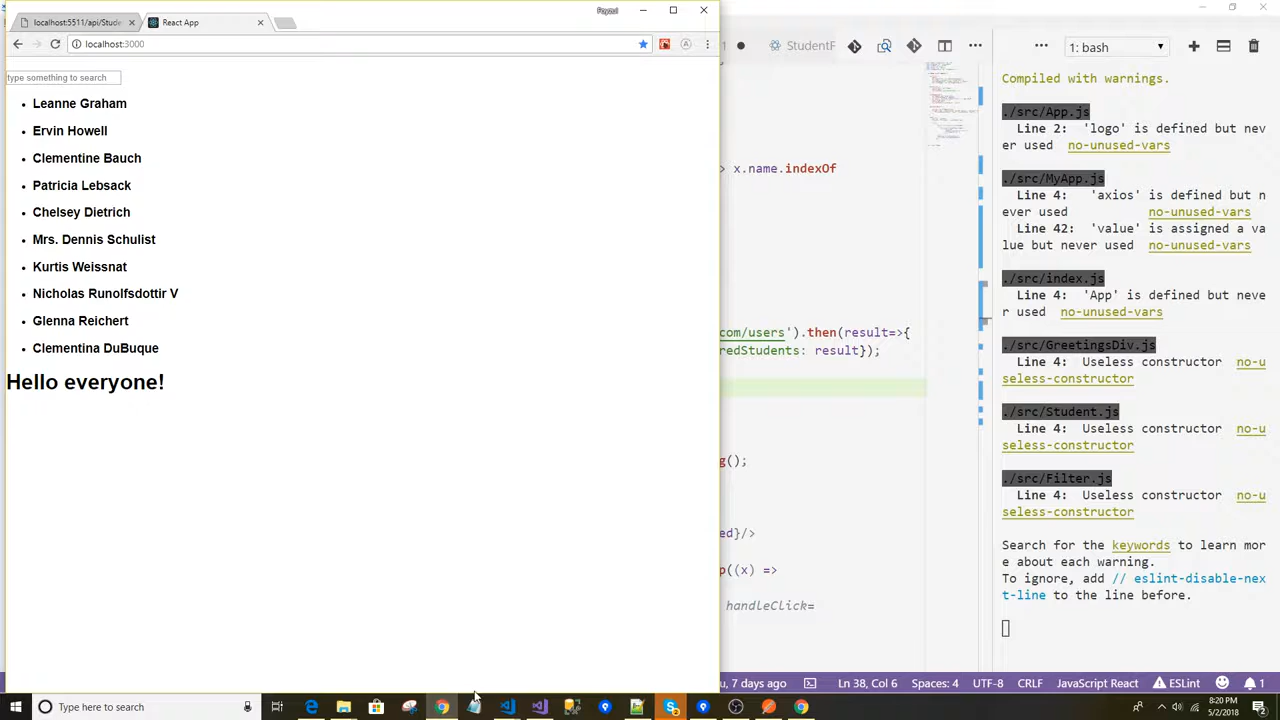 Foyzul
localhost:5511/api/Stude
React App
localhost:3000
type something to search
Leanne Graham
Ervin Howell
Clementine Bauch
Patricia Lebsack
Chelsey Dietrich
Mrs. Dennis Schulist
Kurtis Weissnat
Nicholas Runolfsdottir V
Glenna Reichert
Clementina DuBuque
Hello everyone!
StudentF
> x.name.indexOf
com/users').then(result=>{
redStudents: result});
g();
ed}/>
p((x) =>
handleClick=
1: bash
Compiled with warnings.
./src/App.js
Line 2: 'logo' is defined but nev
er used no-unused-vars
./src/MyApp.js
Line 4: 'axios' is defined but n
ever used no-unused-vars
Line 42: 'value' is assigned a va
lue but never used no-unused-vars
./src/index.js
Line 4: 'App' is defined but neve
r used no-unused-vars
./src/GreetingsDiv.js
Line 4: Useless constructor no-u
seless-constructor
./src/Student.js
Line 4: Useless constructor no-u
seless-constructor
./src/Filter.js
Line 4: Useless constructor no-u
seless-constructor
Search for the keywords to learn mor
e about each warning.
To ignore, add // eslint-disable-nex
t-line to the line before.
u, 7 days ago
Ln 38, Col 6
Spaces: 4
UTF-8
CRLF
JavaScript React
ESLint
1
Type here to search
8:20 PM
5/2/2018